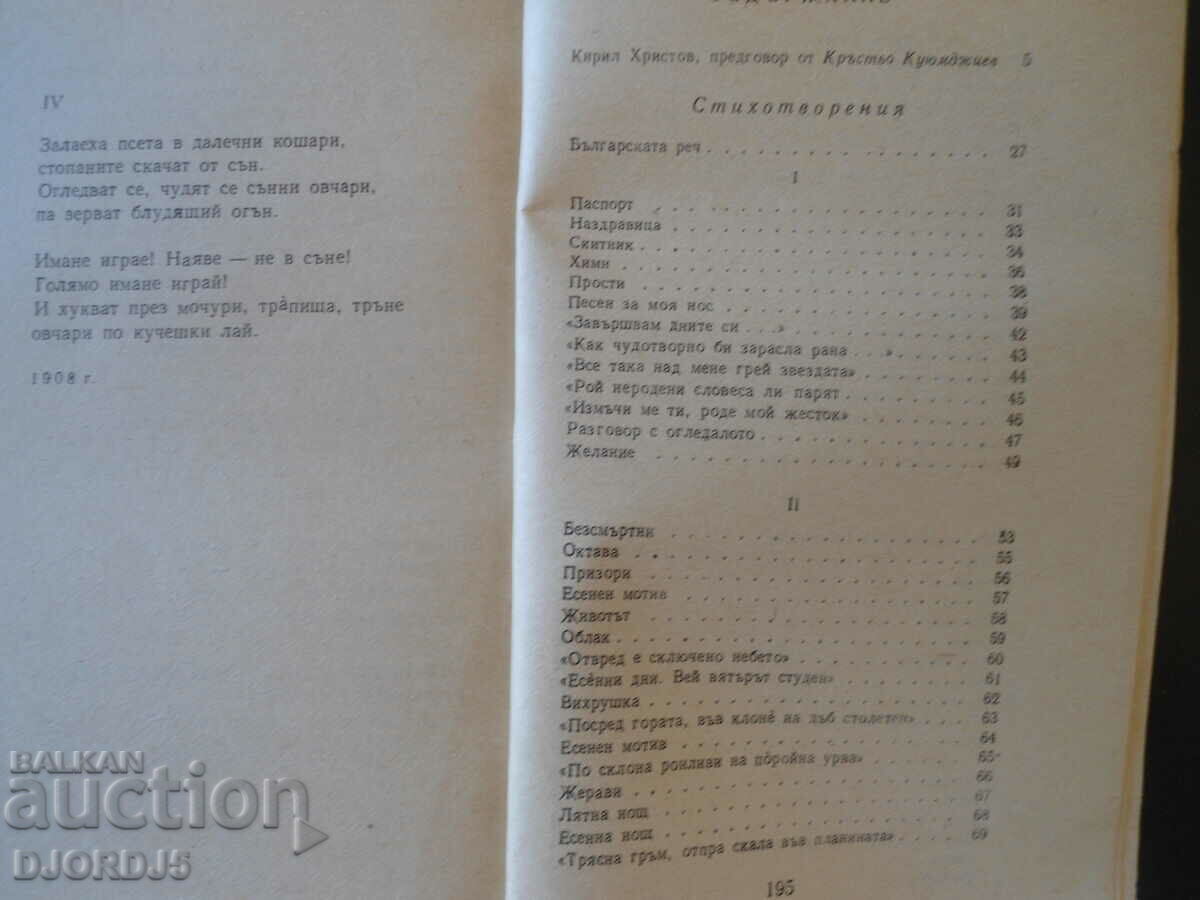 IV
Залаеха псета в далечни кошари,
стопаните скачат от сън.
Огледват се, чудят се сънни овчари,
па зерват блудящий огън.
Имане играе! Наяве — не в съне!
Голямо имане играй!
И хукват през мочури, тра̀пища, тръне
овчари по кучешки лай.
1908 г.
Кирил Христов, предговор от Кръстьо Куюмджиев 5
Стихотворения
Българската реч . . . 27
I
Паспорт . . . 31
Наздравица . . . 33
Скитник . . . 34
Химн . . . 36
Прости . . . 38
Песен за моя нос . . . 39
«Завършвам дните си . . .» . . . 42
«Как чудотворно би зарасла рана . . .» . . . 43
«Все така над мене грей звездата» . . . 44
«Рой неродени словеса ли парят . . . 45
«Измъчи ме ти, роде мой жесток» . . . 46
Разговор с огледалото . . . 47
Желание . . . 49
II
Безсмъртни . . . 53
Октава . . . 55
Призори . . . 56
Есенен мотив . . . 57
Животът . . . 58
Облак . . . 59
«Отвред е сключено небето» . . . 60
«Есѐнни дни. Вей вятърът студен» . . . 61
Вихрушка . . . 62
«Посред гората, във клонѐ на дъб столетен» . . . 63
Есенен мотив . . . 64
«По склона ронливи на по̀ройна урва» . . . 65
Жерави . . . 66
Лятна нощ . . . 67
Есенна нощ . . . 68
«Трясна гръм, отпра скала във планината» . . . 69
195
BALKAN
auction
DJORDJ5